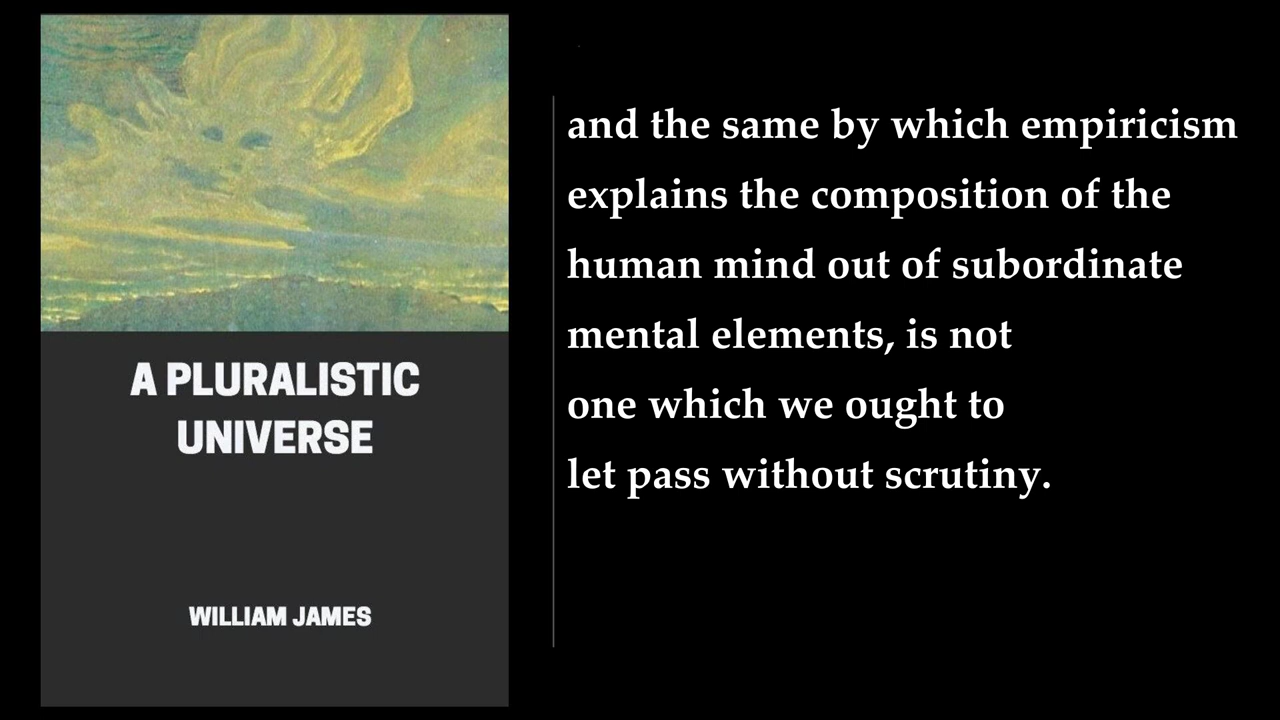 A PLURALISTIC
UNIVERSE
WILLIAM JAMES
and the same by which empiricism
explains the composition of the
human mind out of subordinate
mental elements, is not
one which we ought to
let pass without scrutiny.